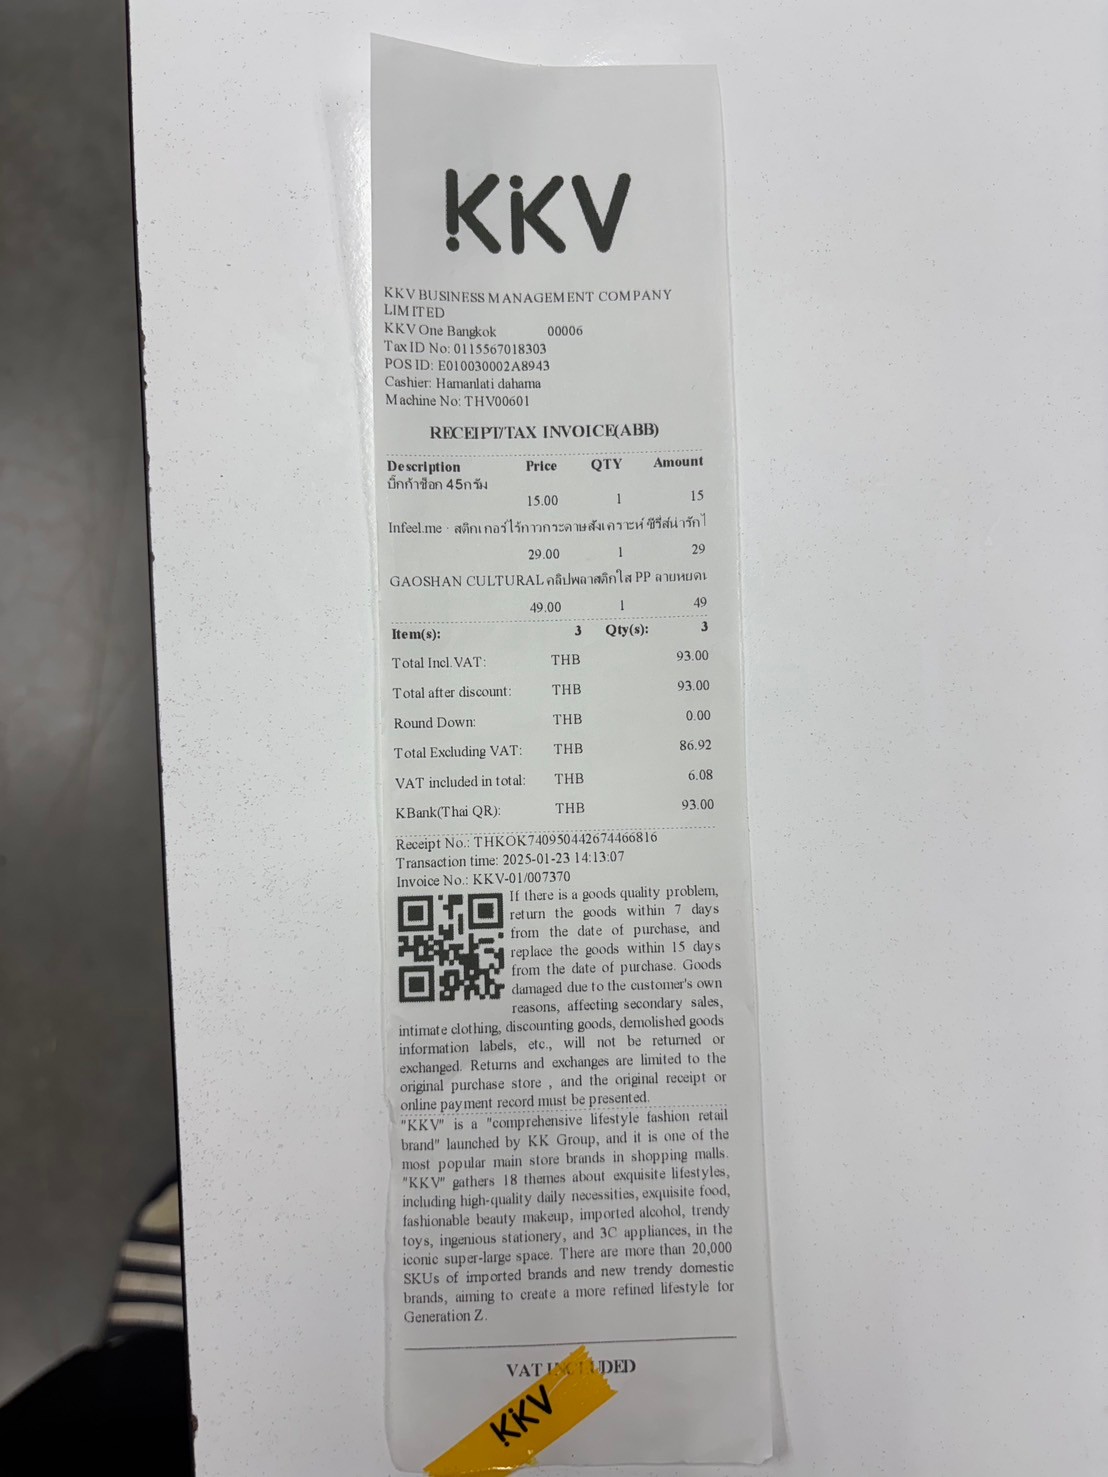 KKV
KKV BUSINESS MANAGEMENT COMPANY
LIMITED
KKV One Bangkok 00006
Tax ID No: 0115567018303
POS ID: E010030002A8943
Cashier: Hamanlati dahama
Machine No: THV00601
RECEIPT/TAX INVOICE(ABB)
Description Price QTY Amount
บิ๊กก้าช็อก 45กรัม
15.00 1 15
Infeel.me · สติกเกอร์ไร้กาวกระดาษสังเคราะห์ ซีรีส์น่ารักไ
29.00 1 29
GAOSHAN CULTURAL คลิปพลาสติกใส PP ลายหยดน
49.00 1 49
Item(s): 3 Qty(s): 3
Total Incl.VAT: THB 93.00
Total after discount: THB 93.00
Round Down: THB 0.00
Total Excluding VAT: THB 86.92
VAT included in total: THB 6.08
KBank(Thai QR): THB 93.00
Receipt No.: THKOK740950442674466816
Transaction time: 2025-01-23 14:13:07
Invoice No.: KKV-01/007370
If there is a goods quality problem,
return the goods within 7 days
from the date of purchase, and
replace the goods within 15 days
from the date of purchase. Goods
damaged due to the customer's own
reasons, affecting secondary sales,
intimate clothing, discounting goods, demolished goods
information labels, etc., will not be returned or
exchanged. Returns and exchanges are limited to the
original purchase store , and the original receipt or
online payment record must be presented.
"KKV" is a "comprehensive lifestyle fashion retail
brand" launched by KK Group, and it is one of the
most popular main store brands in shopping malls.
"KKV" gathers 18 themes about exquisite lifestyles,
including high-quality daily necessities, exquisite food,
fashionable beauty makeup, imported alcohol, trendy
toys, ingenious stationery, and 3C appliances, in the
iconic super-large space. There are more than 20,000
SKUs of imported brands and new trendy domestic
brands, aiming to create a more refined lifestyle for
Generation Z.
VAT INCLUDED
KKV